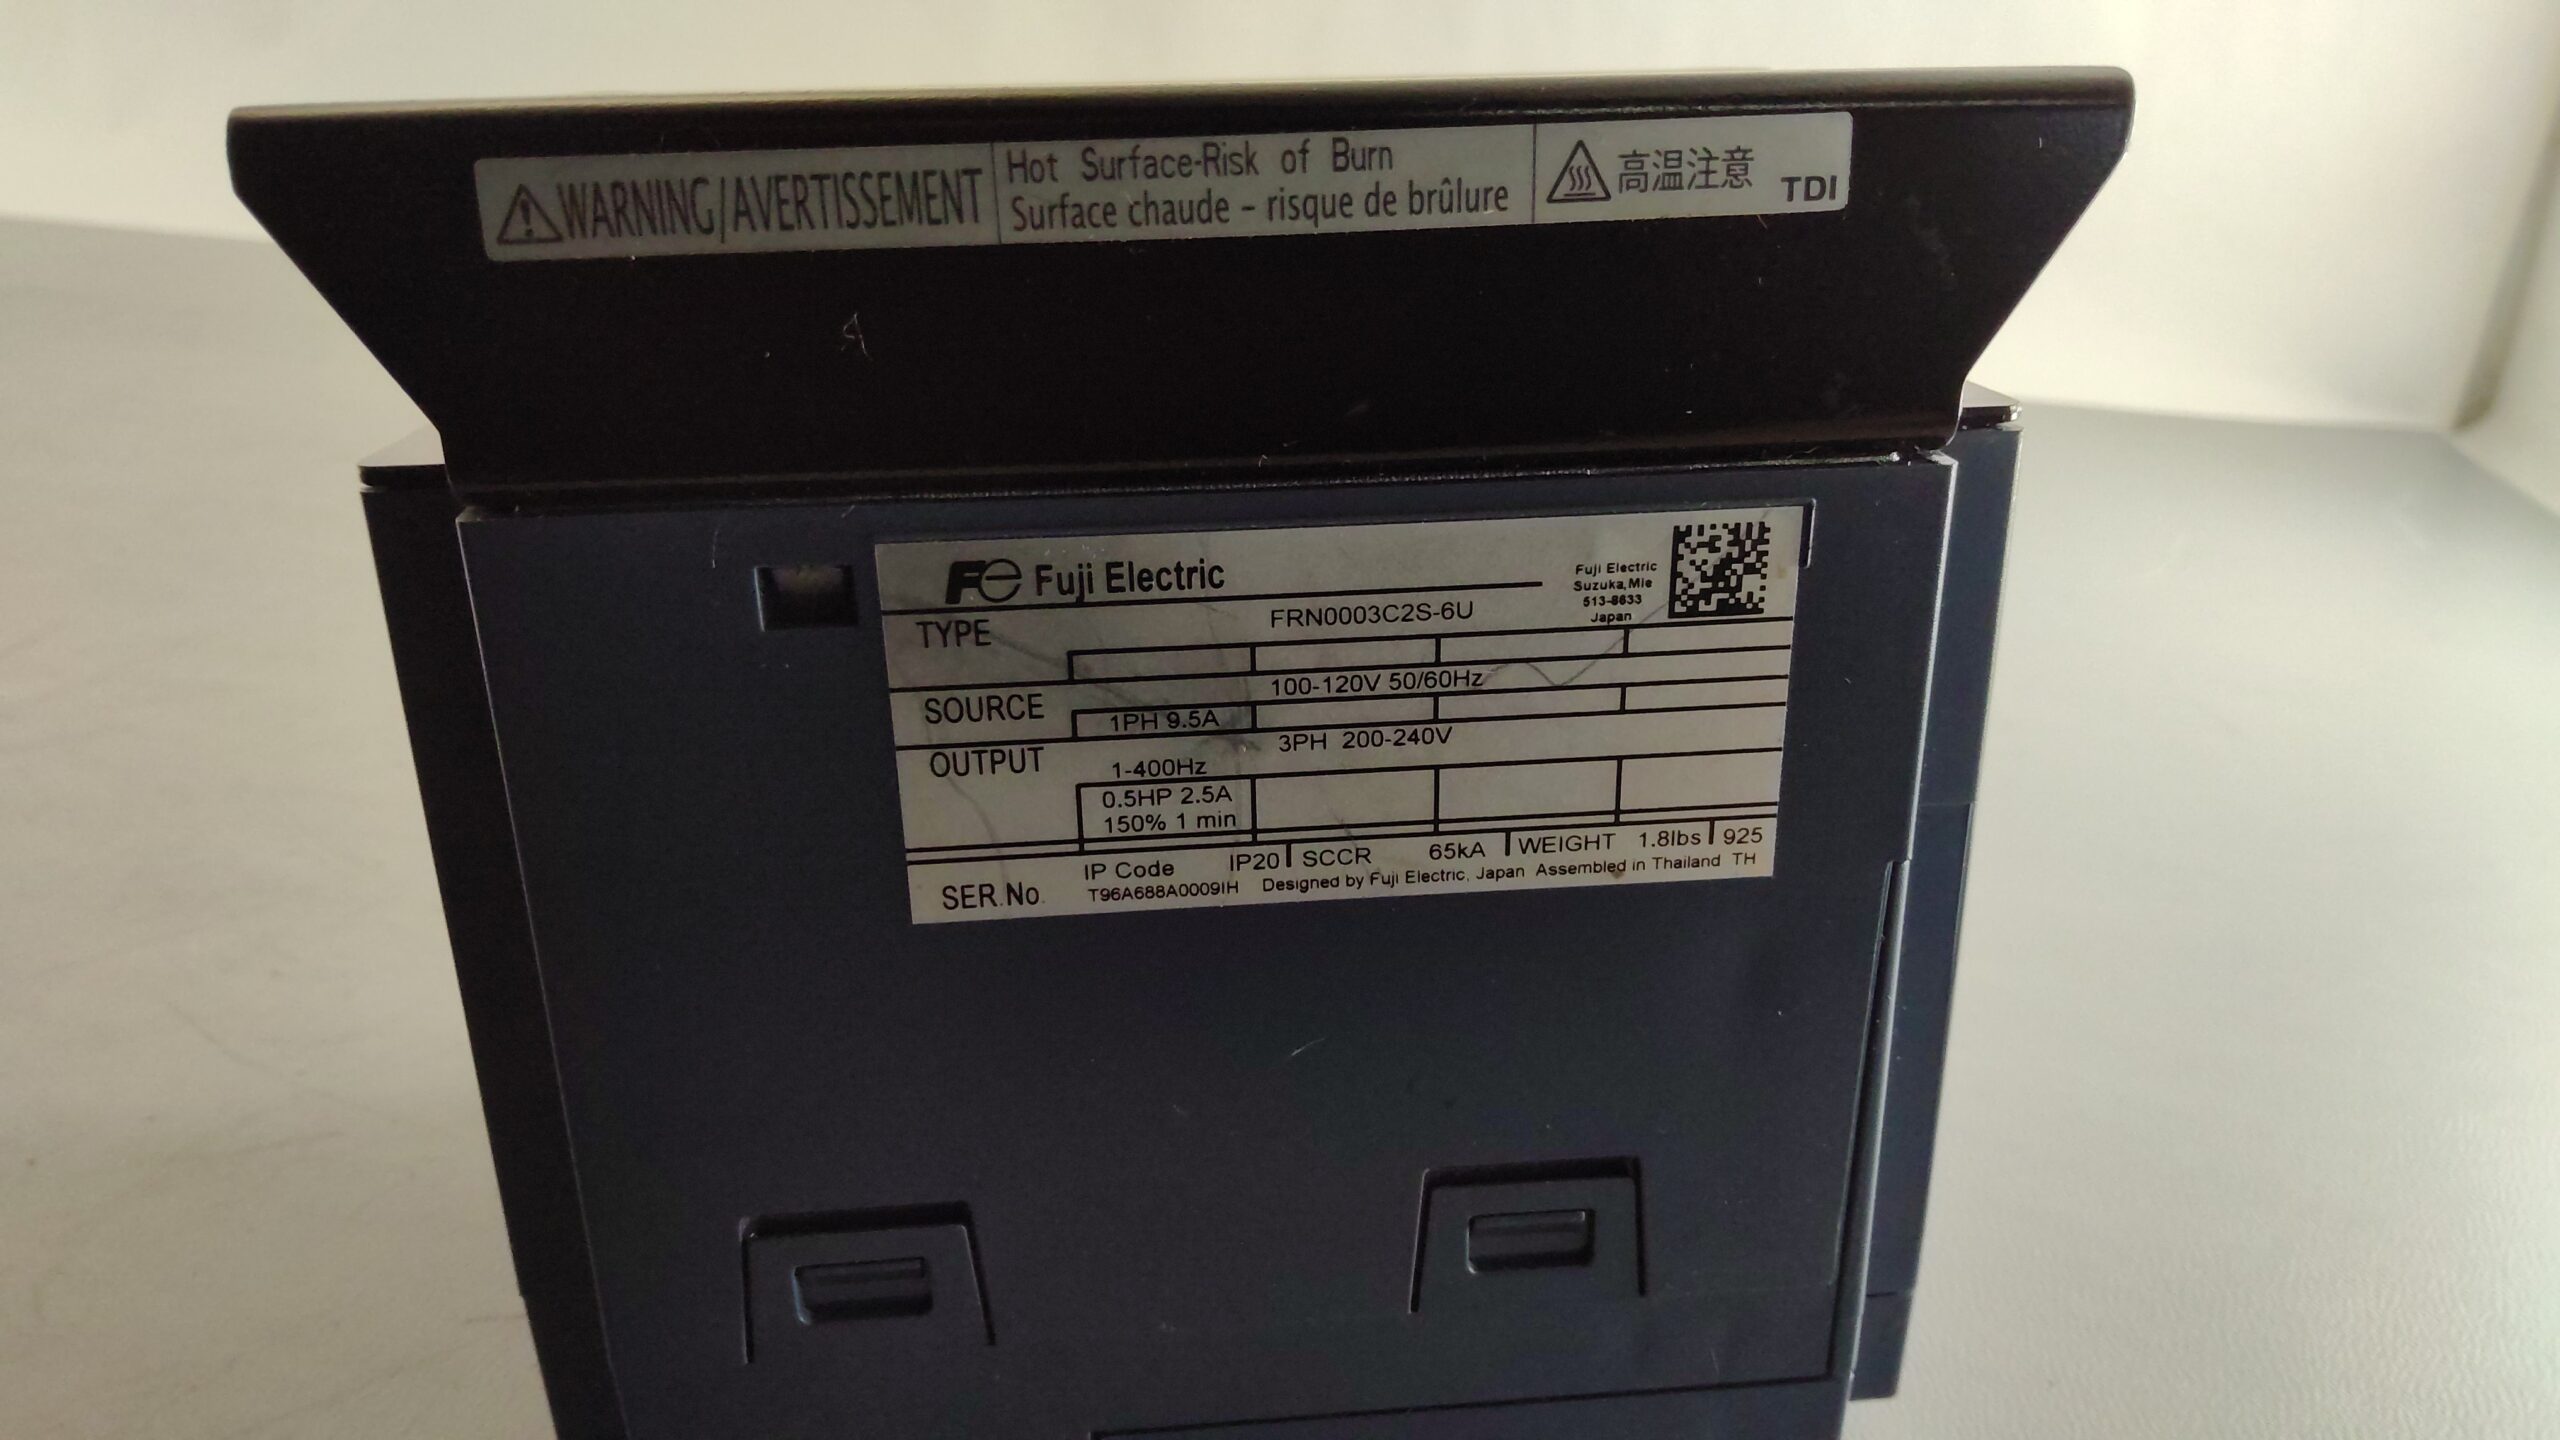 WARNING/AVERTISSEMENT
Hot Surface-Risk of Burn
Surface chaude - risque de brûlure
高温注意 TDI
Fe Fuji Electric
Fuji Electric
Suzuka,Mie
513-8633
Japan
TYPE FRN0003C2S-6U
SOURCE 100-120V 50/60Hz
1PH 9.5A
OUTPUT 3PH 200-240V
1-400Hz
0.5HP 2.5A
150% 1 min
IP Code IP20 SCCR 65kA WEIGHT 1.8lbs 925
SER.No. T96A688A0009IH Designed by Fuji Electric, Japan Assembled in Thailand TH